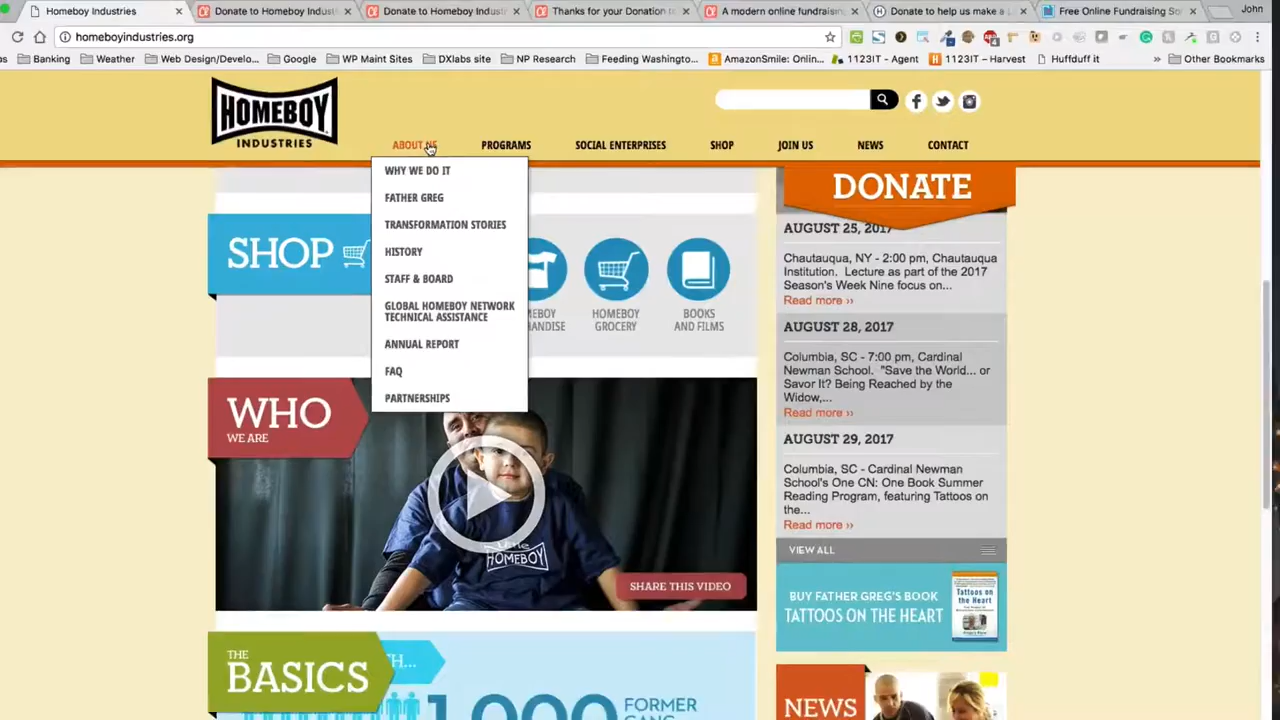 Homeboy Industries
Donate to Homeboy Indust
Donate to Homeboy Industr
Thanks for your Donation t
A modern online fundraisin
Donate to help us make a
Free Online Fundraising So
John
homeboyindustries.org
Banking
Weather
Web Design/Develo...
Google
WP Maint Sites
DXlabs site
NP Research
Feeding Washingto...
AmazonSmile: Onlin...
1123IT - Agent
1123IT – Harvest
Huffduff it
Other Bookmarks
HOMEBOY
INDUSTRIES
ABOUT US
PROGRAMS
SOCIAL ENTERPRISES
SHOP
JOIN US
NEWS
CONTACT
WHY WE DO IT
FATHER GREG
TRANSFORMATION STORIES
HISTORY
STAFF & BOARD
GLOBAL HOMEBOY NETWORK
TECHNICAL ASSISTANCE
ANNUAL REPORT
FAQ
PARTNERSHIPS
SHOP
HOMEBOY
GROCERY
BOOKS
AND FILMS
WHO
WE ARE
HOMEBOY
SHARE THIS VIDEO
THE
BASICS
1,000
FORMER
DONATE
AUGUST 25, 2017
Chautauqua, NY - 2:00 pm, Chautauqua
Institution. Lecture as part of the 2017
Season's Week Nine focus on...
Read more ››
AUGUST 28, 2017
Columbia, SC - 7:00 pm, Cardinal
Newman School. "Save the World... or
Savor It? Being Reached by the
Widow,...
Read more ››
AUGUST 29, 2017
Columbia, SC - Cardinal Newman
School's One CN: One Book Summer
Reading Program, featuring Tattoos on
the...
Read more ››
VIEW ALL
BUY FATHER GREG'S BOOK
TATTOOS ON THE HEART
Tattoos
on the
Heart
NEWS